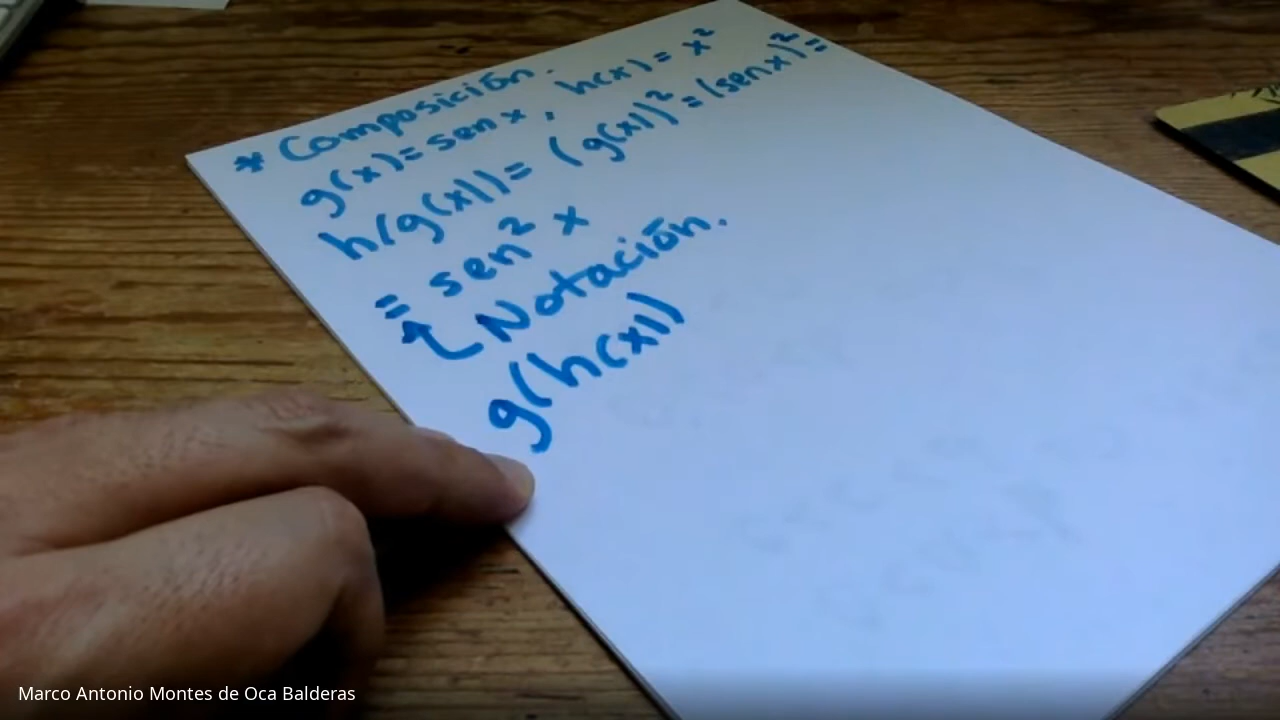 * Composición.
g(x) = sen x, h(x) = x²
h(g(x)) = (g(x))² = (sen x)² =
= sen² x
Notación.
g(h(x))
Marco Antonio Montes de Oca Balderas